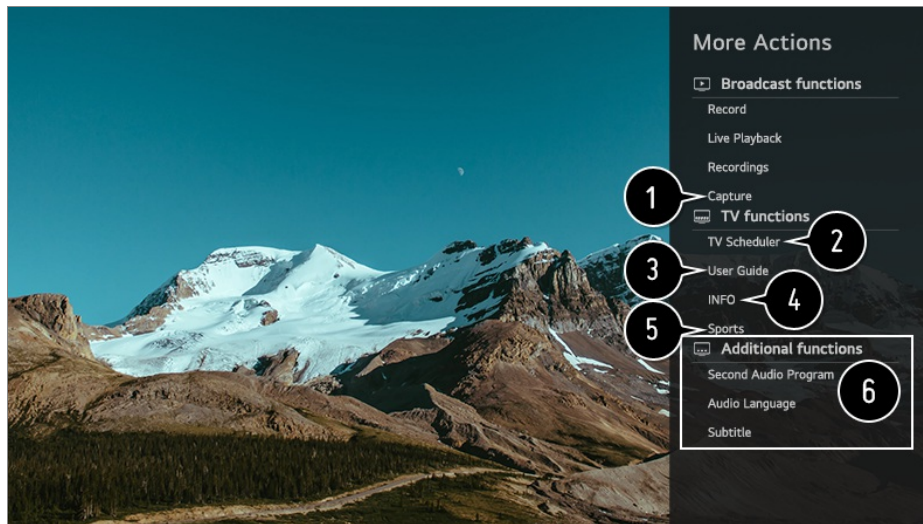 More Actions
Broadcast functions
Record
Live Playback
Recordings
1
Capture
TV functions
TV Scheduler
2
3
User Guide
INFO
4
5
Sports
Additional functions
Second Audio Program
6
Audio Language
Subtitle